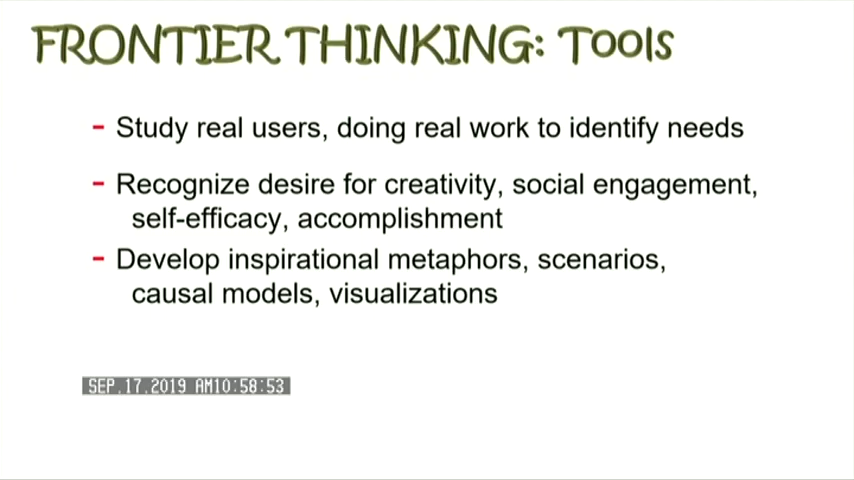 FRONTIER THINKING: Tools
- Study real users, doing real work to identify needs
- Recognize desire for creativity, social engagement,
self-efficacy, accomplishment
- Develop inspirational metaphors, scenarios,
causal models, visualizations
SEP.17.2019 AM10:58:53